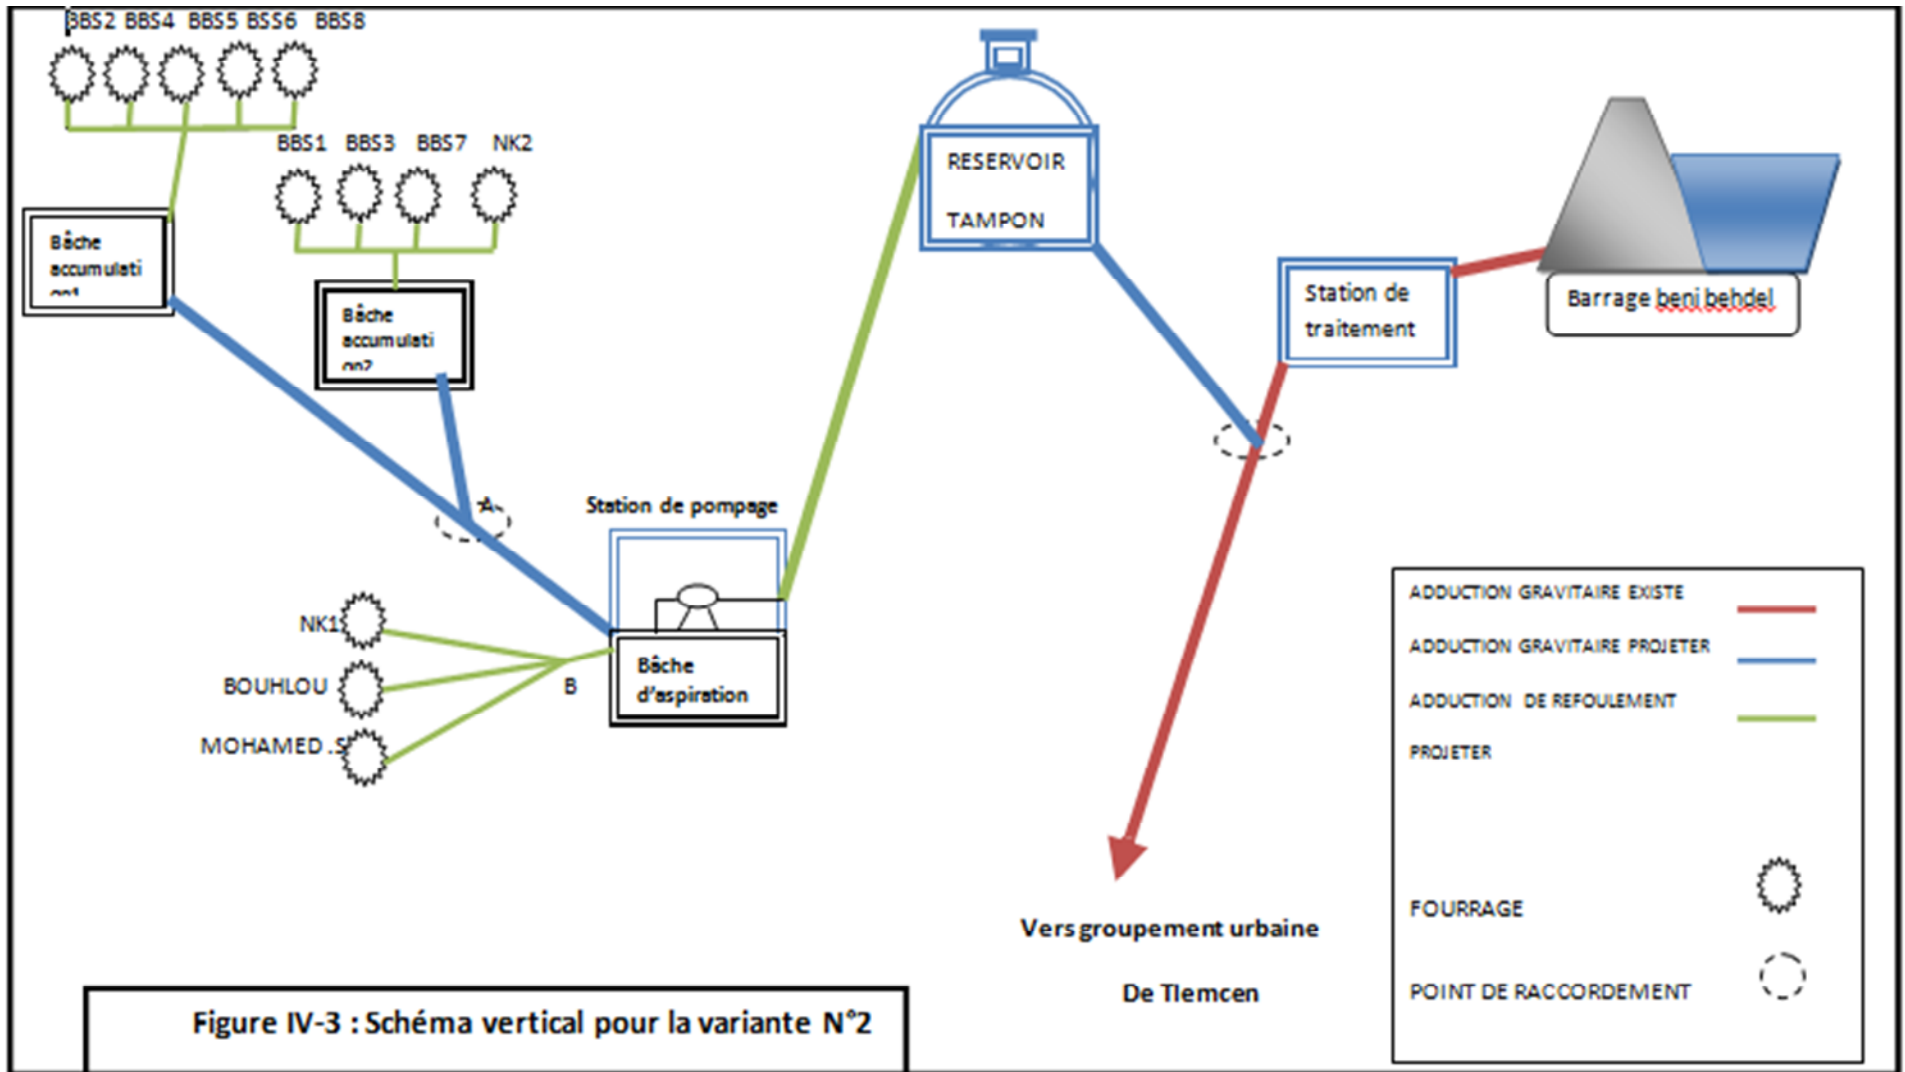 BBS2 BBS4 BBS5 BSS6 BBS8
BBS1 BBS3 BBS7 NK2
RESERVOIR
TAMPON
Bâche
accumulati
on1
Bâche
accumulati
on2
Station de
traitement
Barrage beni behdel
A
Station de pompage
NK1
BOUHLOU
B
MOHAMED .S
Bâche
d'aspiration
ADDUCTION GRAVITAIRE EXISTE
ADDUCTION GRAVITAIRE PROJETER
ADDUCTION DE REFOULEMENT
PROJETER
FOURRAGE
POINT DE RACCORDEMENT
Vers groupement urbaine
De Tlemcen
Figure IV-3 : Schéma vertical pour la variante N°2